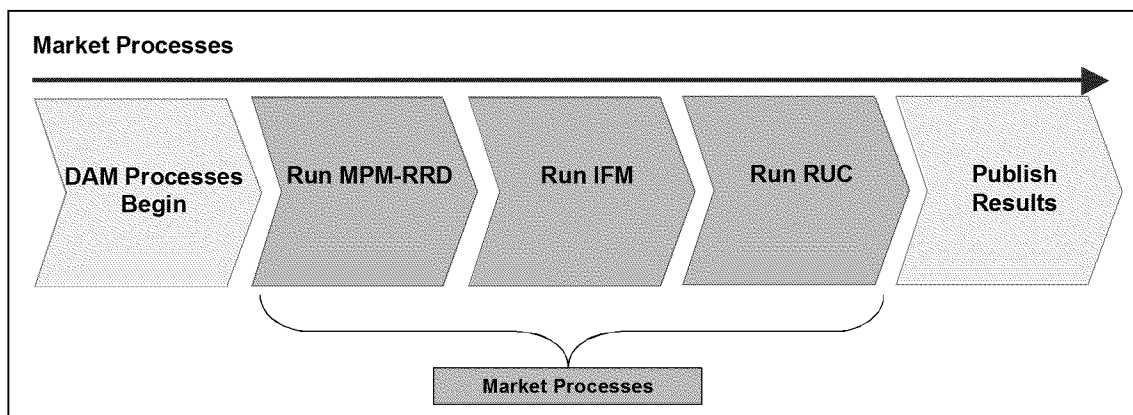 Market Processes
DAM Processes
Begin
Run MPM-RRD
Run IFM
Run RUC
Publish
Results
Market Processes